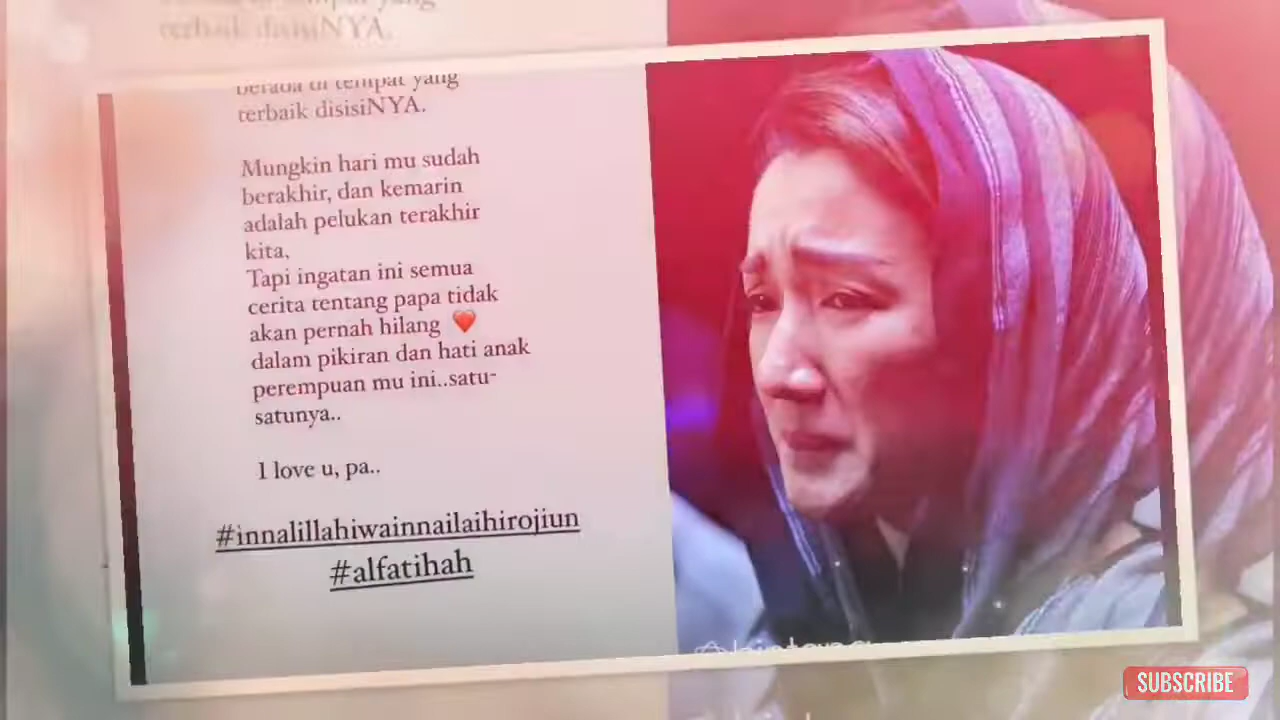 terbaik disisiNYA.
berada di tempat yang
terbaik disisiNYA.
Mungkin hari mu sudah
berakhir, dan kemarin
adalah pelukan terakhir
kita,
Tapi ingatan ini semua
cerita tentang papa tidak
akan pernah hilang ❤️
dalam pikiran dan hati anak
perempuan mu ini..satu-
satunya..
I love u, pa..
#innalillahiwainnailaihirojiun
#alfatihah
SUBSCRIBE